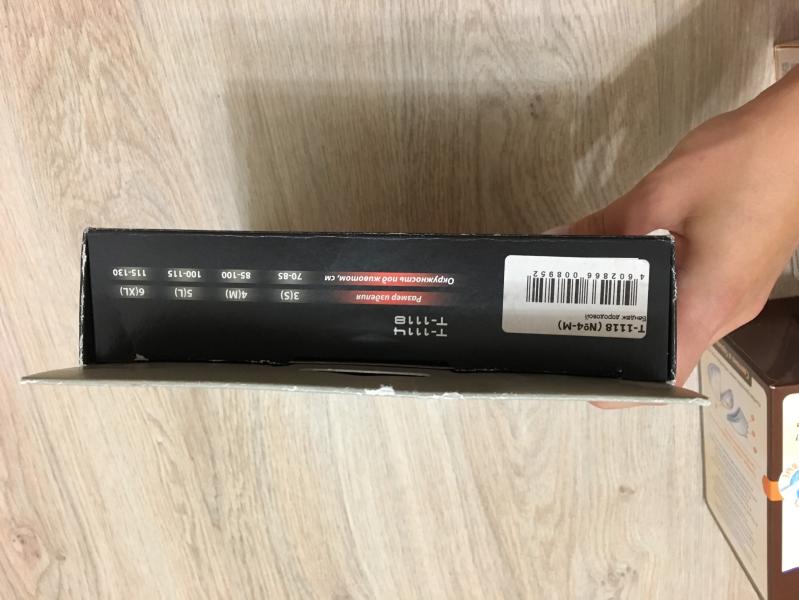 Т-1118 (№4-М)
Бандаж дородовой
4 602866 008952
Т-1114
Т-1118
Размер изделия 3(S) 4(M) 5(L) 6(XL)
Окружность под животом, см 70-85 85-100 100-115 115-130